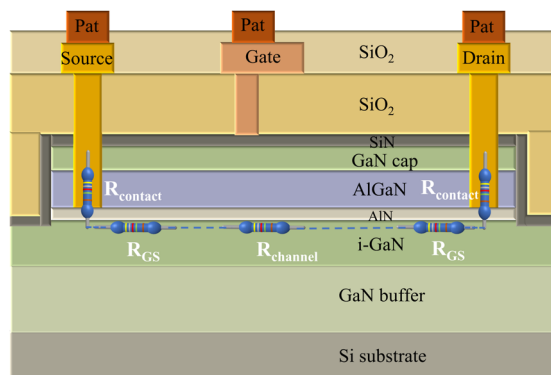 Pat Pat Pat
Source Gate Drain
SiO2
SiO2
SiN
GaN cap
Rcontact AlGaN Rcontact
AlN
RGS Rchannel i-GaN RGS
GaN buffer
Si substrate